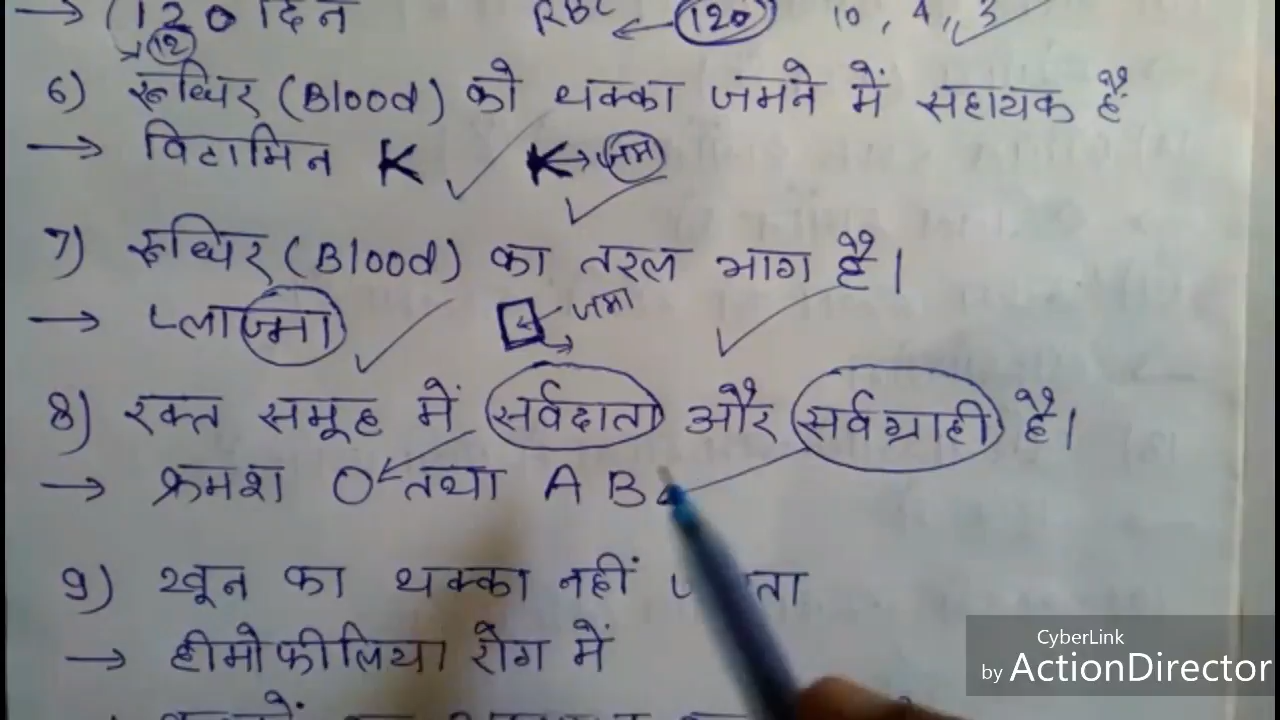 → 120 दिन RBC ← 120 10, 4, 3
12
6) रूधिर (Blood) को थक्का जमने में सहायक हैं
→ विटामिन K K → जम
7) रूधिर (Blood) का तरल भाग है।
→ प्लाज्मा जमा
8) रक्त समूह में सर्वदाता और सर्वग्राही है।
→ क्रमश O तथा A B
9) खून का थक्का नहीं
→ हीमोफीलिया रोग में
CyberLink
by ActionDirector